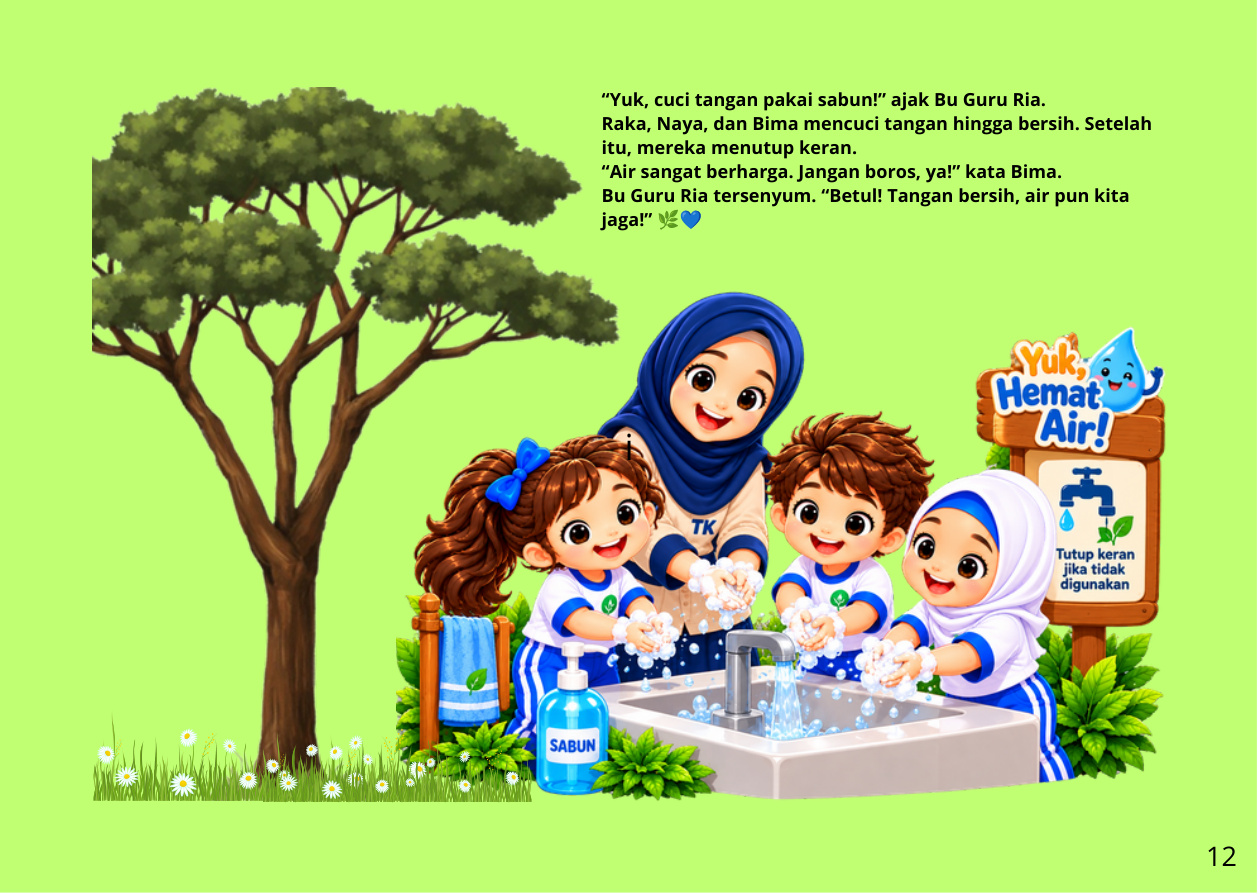 “Yuk, cuci tangan pakai sabun!” ajak Bu Guru Ria.
Raka, Naya, dan Bima mencuci tangan hingga bersih. Setelah
itu, mereka menutup keran.
“Air sangat berharga. Jangan boros, ya!” kata Bima.
Bu Guru Ria tersenyum. “Betul! Tangan bersih, air pun kita
jaga!” 🌿💙
Yuk,
Hemat
Air!
i
TK
Tutup keran
jika tidak
digunakan
SABUN
12